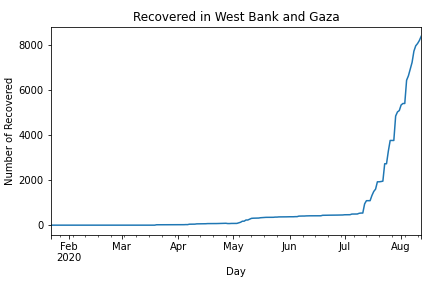 Recovered in West Bank and Gaza
Number of Recovered
8000
6000
4000
2000
0
Feb Mar Apr May Jun Jul Aug
2020
Day